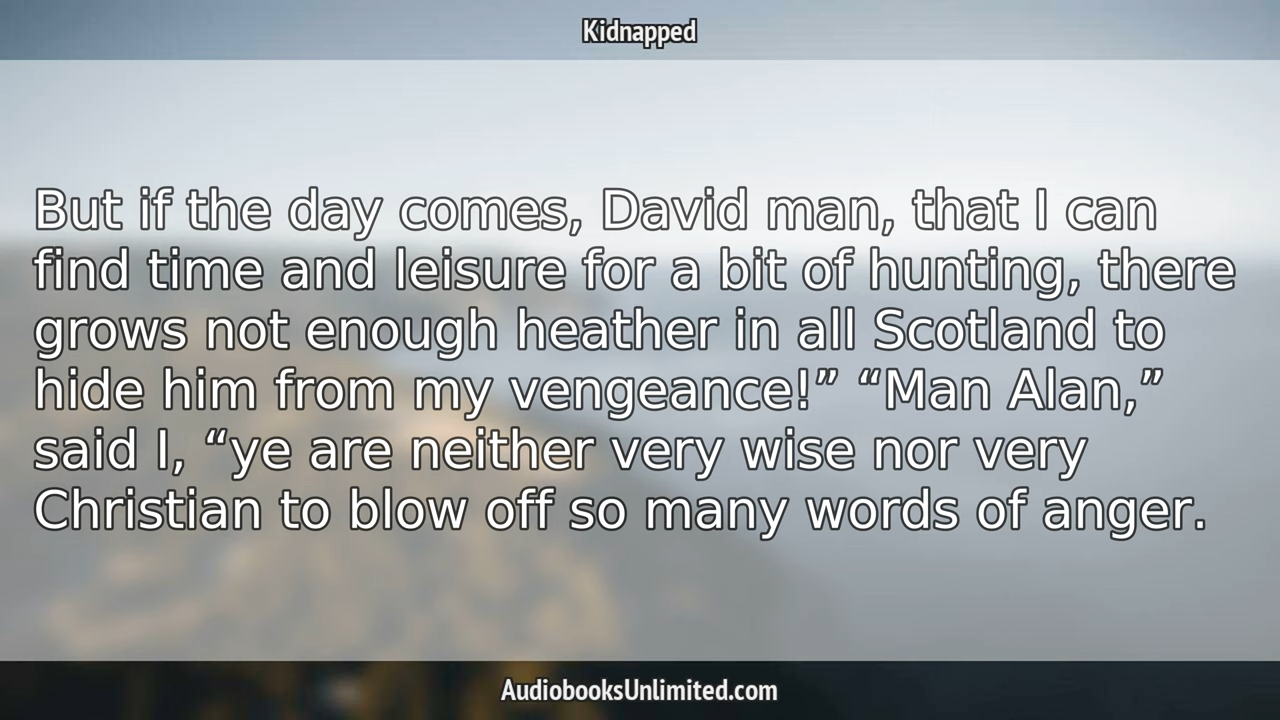 Kidnapped
But if the day comes, David man, that I can
find time and leisure for a bit of hunting, there
grows not enough heather in all Scotland to
hide him from my vengeance!” “Man Alan,”
said I, “ye are neither very wise nor very
Christian to blow off so many words of anger.
AudiobooksUnlimited.com